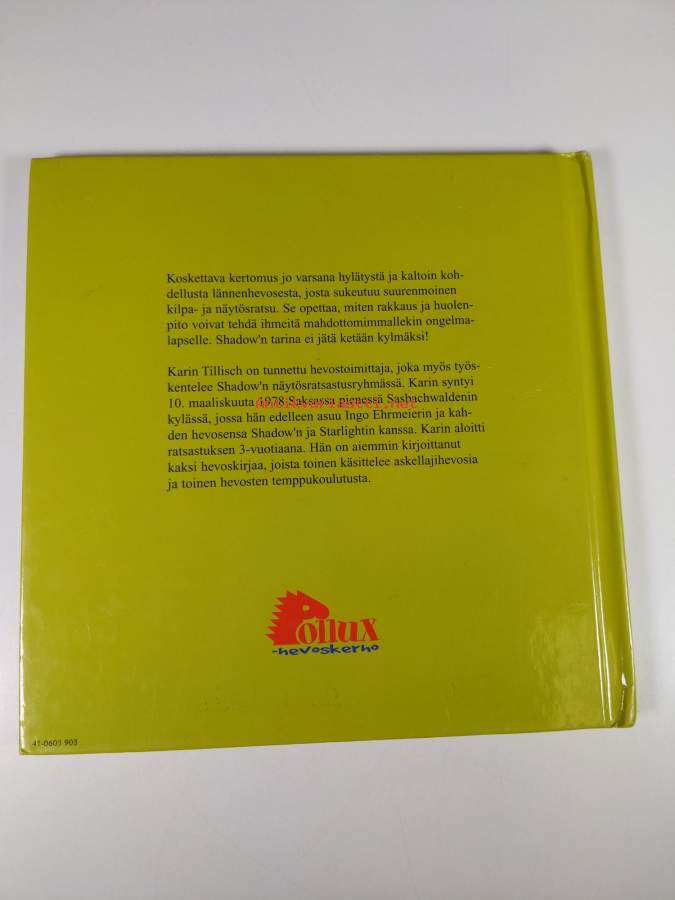 Koskettava kertomus jo varsana hylätystä ja kaltoin koh-
dellusta lännenhevosesta, josta sukeutuu suurenmoinen
kilpa- ja näytösratsu. Se opettaa, miten rakkaus ja huolen-
pito voivat tehdä ihmeitä mahdottomimmallekin ongelma-
lapselle. Shadow'n tarina ei jätä ketään kylmäksi!
Karin Tillisch on tunnettu hevostoimittaja, joka myös työs-
kentelee Shadow'n näytösratsastusryhmässä. Karin syntyi
10. maaliskuuta 1978 Saksassa pienessä Sasbachwaldenin
kylässä, jossa hän edelleen asuu Ingo Ehrmeierin ja kah-
den hevosensa Shadow'n ja Starlightin kanssa. Karin aloitti
ratsastuksen 3-vuotiaana. Hän on aiemmin kirjoittanut
kaksi hevoskirjaa, joista toinen käsittelee askellajihevosia
ja toinen hevosten temppukoulutusta.
Pollux
-hevoskerho
41-0603 903